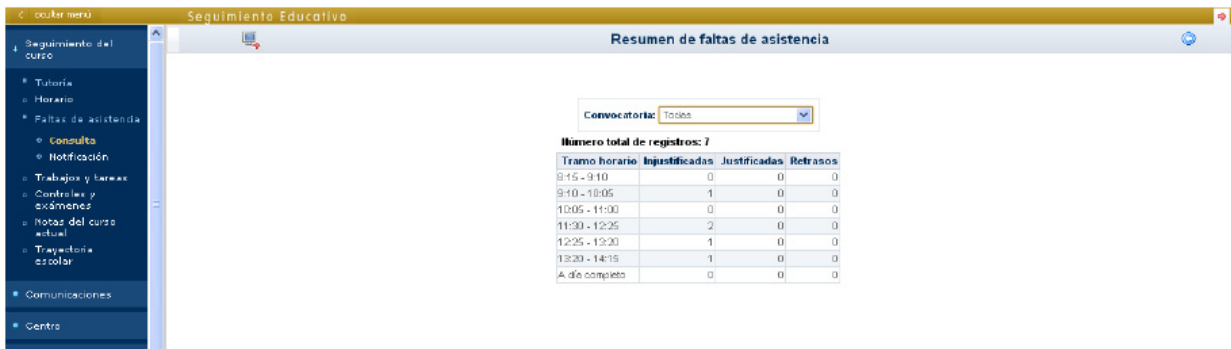 ocultar menú
Seguimiento Educativo
Seguimiento del
curso
Resumen de faltas de asistencia
Tutoría
Horario
Faltas de asistencia
Consulta
Notificación
Trabajos y tareas
Controles y
exámenes
Notas del curso
actual
Trayectoria
escolar
Comunicaciones
Centro
Convocatoria: Todas
Número total de registros: 7
Tramo horario Injustificadas Justificadas Retrasos
8:15 - 9:10 0 0 0
9:10 - 10:05 1 0 0
10:05 - 11:00 0 0 0
11:30 - 12:25 2 0 0
12:25 - 13:20 1 0 0
13:20 - 14:15 1 0 0
A día completo 0 0 0